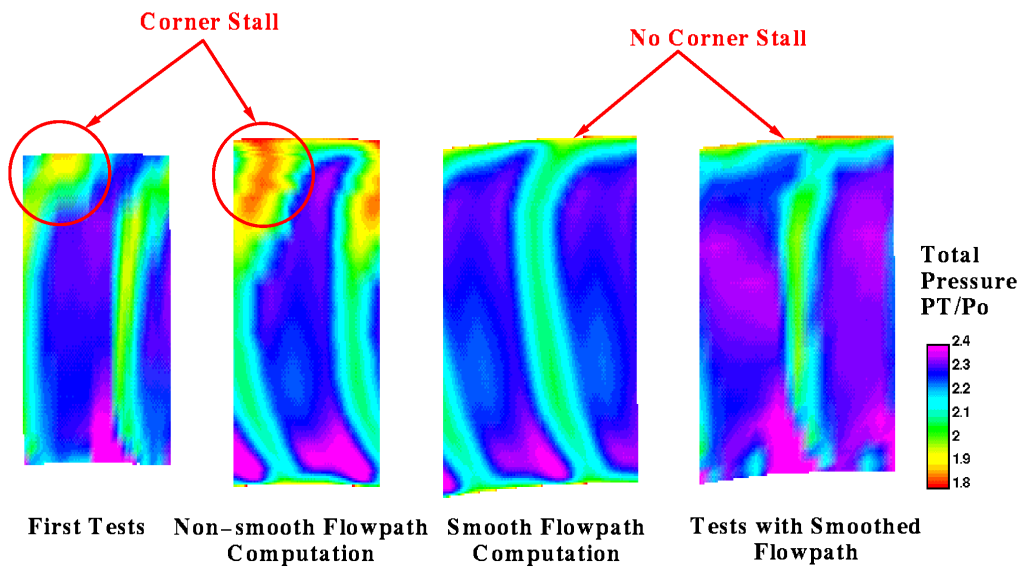 Corner Stall
No Corner Stall
Total
Pressure
PT/Po
2.4
2.3
2.2
2.1
2
1.9
1.8
First Tests
Non-smooth Flowpath
Computation
Smooth Flowpath
Computation
Tests with Smoothed
Flowpath